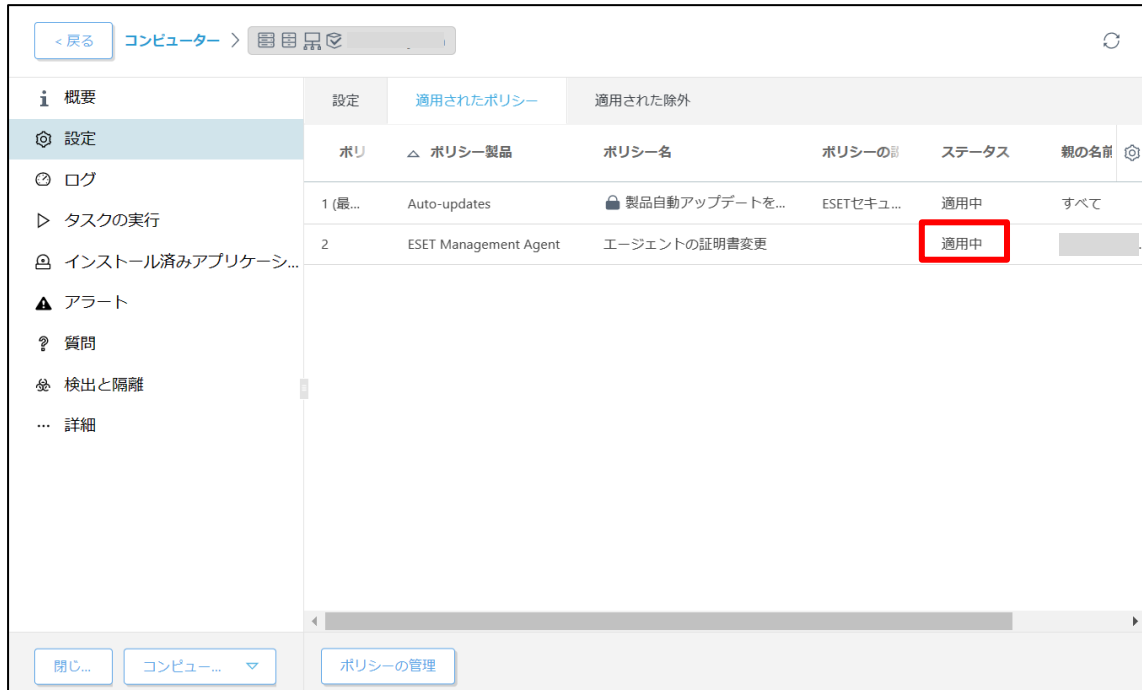 < 戻る コンピューター >
概要
設定
ログ
タスクの実行
インストール済みアプリケーシ...
アラート
質問
検出と隔離
... 詳細
設定 適用されたポリシー 適用された除外
ポリ ポリシー製品 ポリシー名 ポリシーの ステータス 親の名前
1 (最... Auto-updates 製品自動アップデートを... ESETセキュ... 適用中 すべて
2 ESET Management Agent エージェントの証明書変更 適用中
閉じ... コンピュー... ポリシーの管理